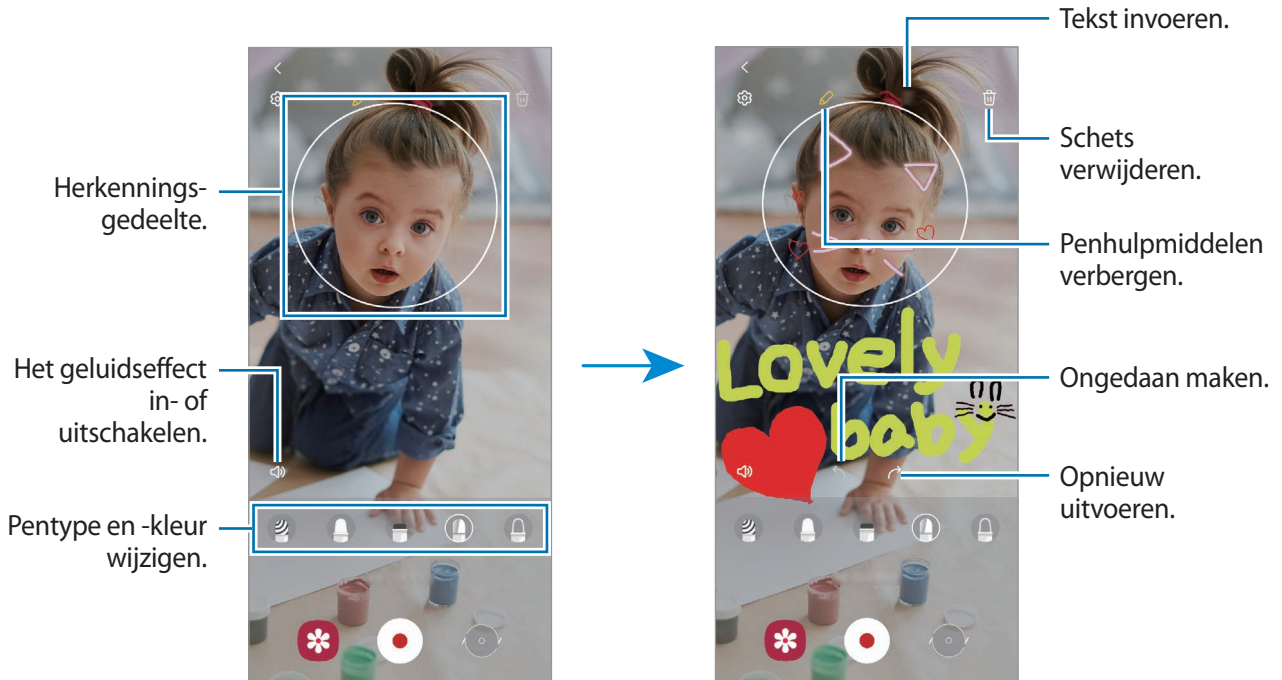 Tekst invoeren.
Schets
verwijderen.
Herkennings-
gedeelte.
Penhulpmiddelen
verbergen.
Lovely
baby
Het geluidseffect
in- of
uitschakelen.
Ongedaan maken.
Opnieuw
uitvoeren.
Pentype en -kleur
wijzigen.